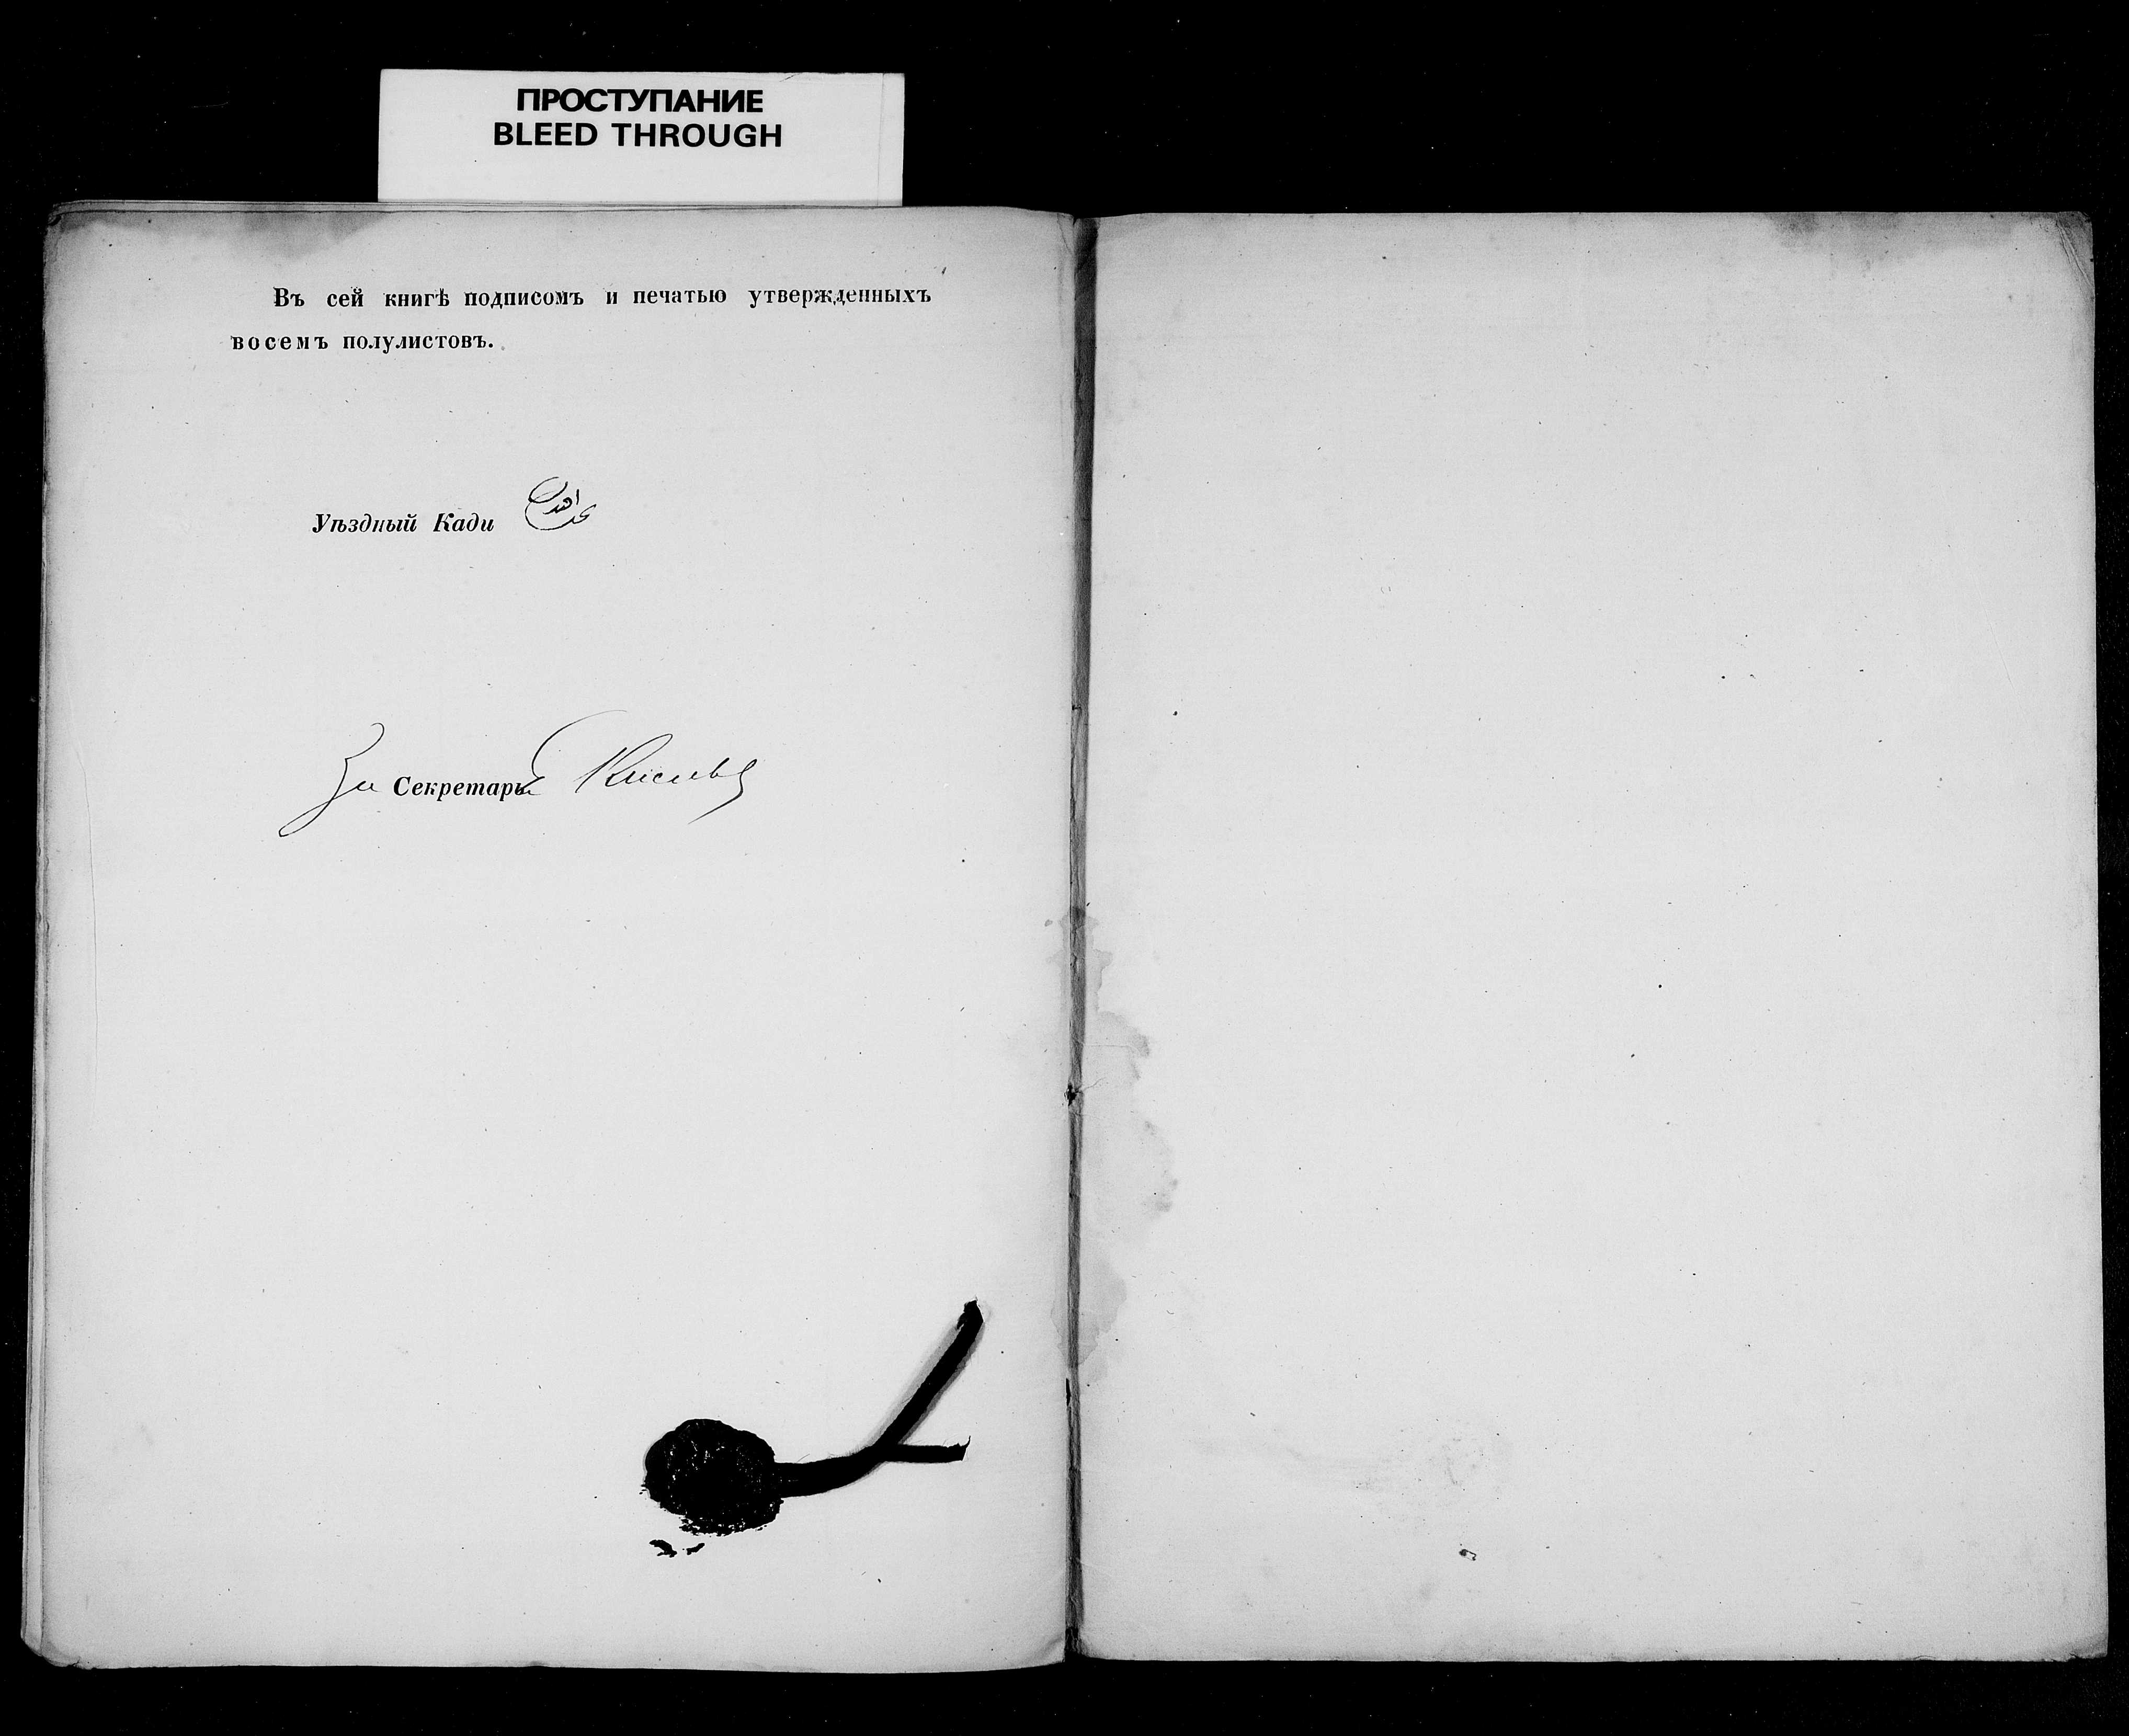 ПРОСТУПАНИЕ
BLEED THROUGH
Въ сей книгѣ подписомъ и печатью утвержденныхъ
восемъ полулистовъ.
Уѣздный Кади
За Секретаря